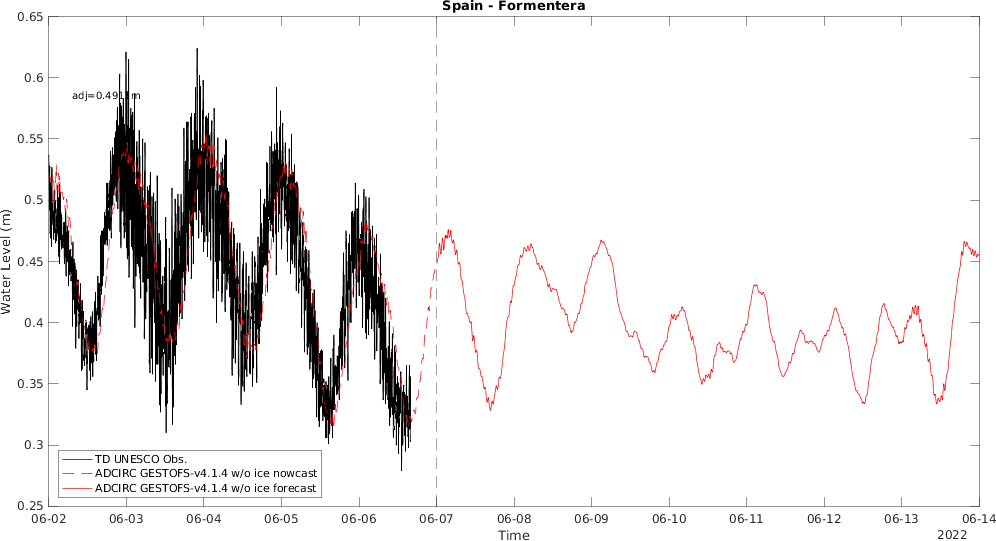 Spain - Formentera
0.65
0.6
0.55
0.5
0.45
0.4
0.35
0.3
0.25
Water Level (m)
adj=0.491 m
TD UNESCO Obs.
ADCIRC GESTOFS-v4.1.4 w/o ice nowcast
ADCIRC GESTOFS-v4.1.4 w/o ice forecast
06-02 06-03 06-04 06-05 06-06 06-07 06-08 06-09 06-10 06-11 06-12 06-13 06-14
Time
2022